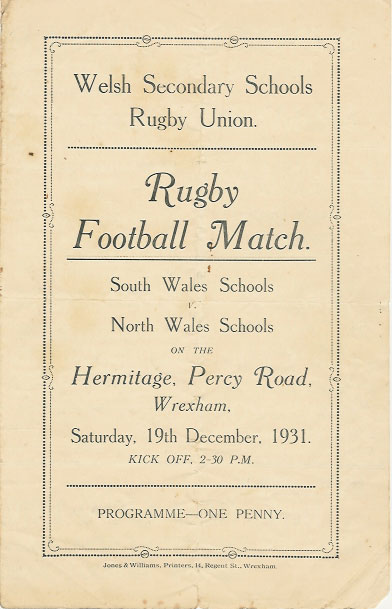 Welsh Secondary Schools
Rugby Union.
Rugby
Football Match.
South Wales Schools
v.
North Wales Schools
ON THE
Hermitage, Percy Road,
Wrexham,
Saturday, 19th December, 1931.
KICK OFF, 2-30 P.M.
PROGRAMME—ONE PENNY.
Jones & Williams, Printers, 14, Regent St., Wrexham.